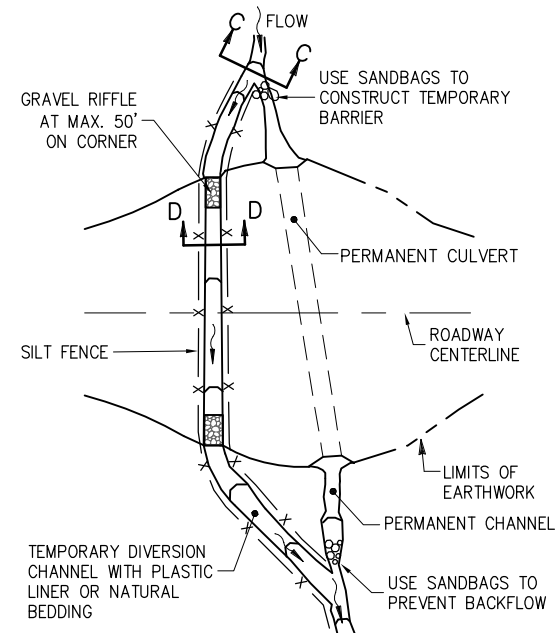 FLOW
C
C
USE SANDBAGS TO
CONSTRUCT TEMPORARY
BARRIER
GRAVEL RIFFLE
AT MAX. 50'
ON CORNER
D
D
PERMANENT CULVERT
ROADWAY
CENTERLINE
SILT FENCE
LIMITS OF
EARTHWORK
PERMANENT CHANNEL
TEMPORARY DIVERSION
CHANNEL WITH PLASTIC
LINER OR NATURAL
BEDDING
USE SANDBAGS TO
PREVENT BACKFLOW